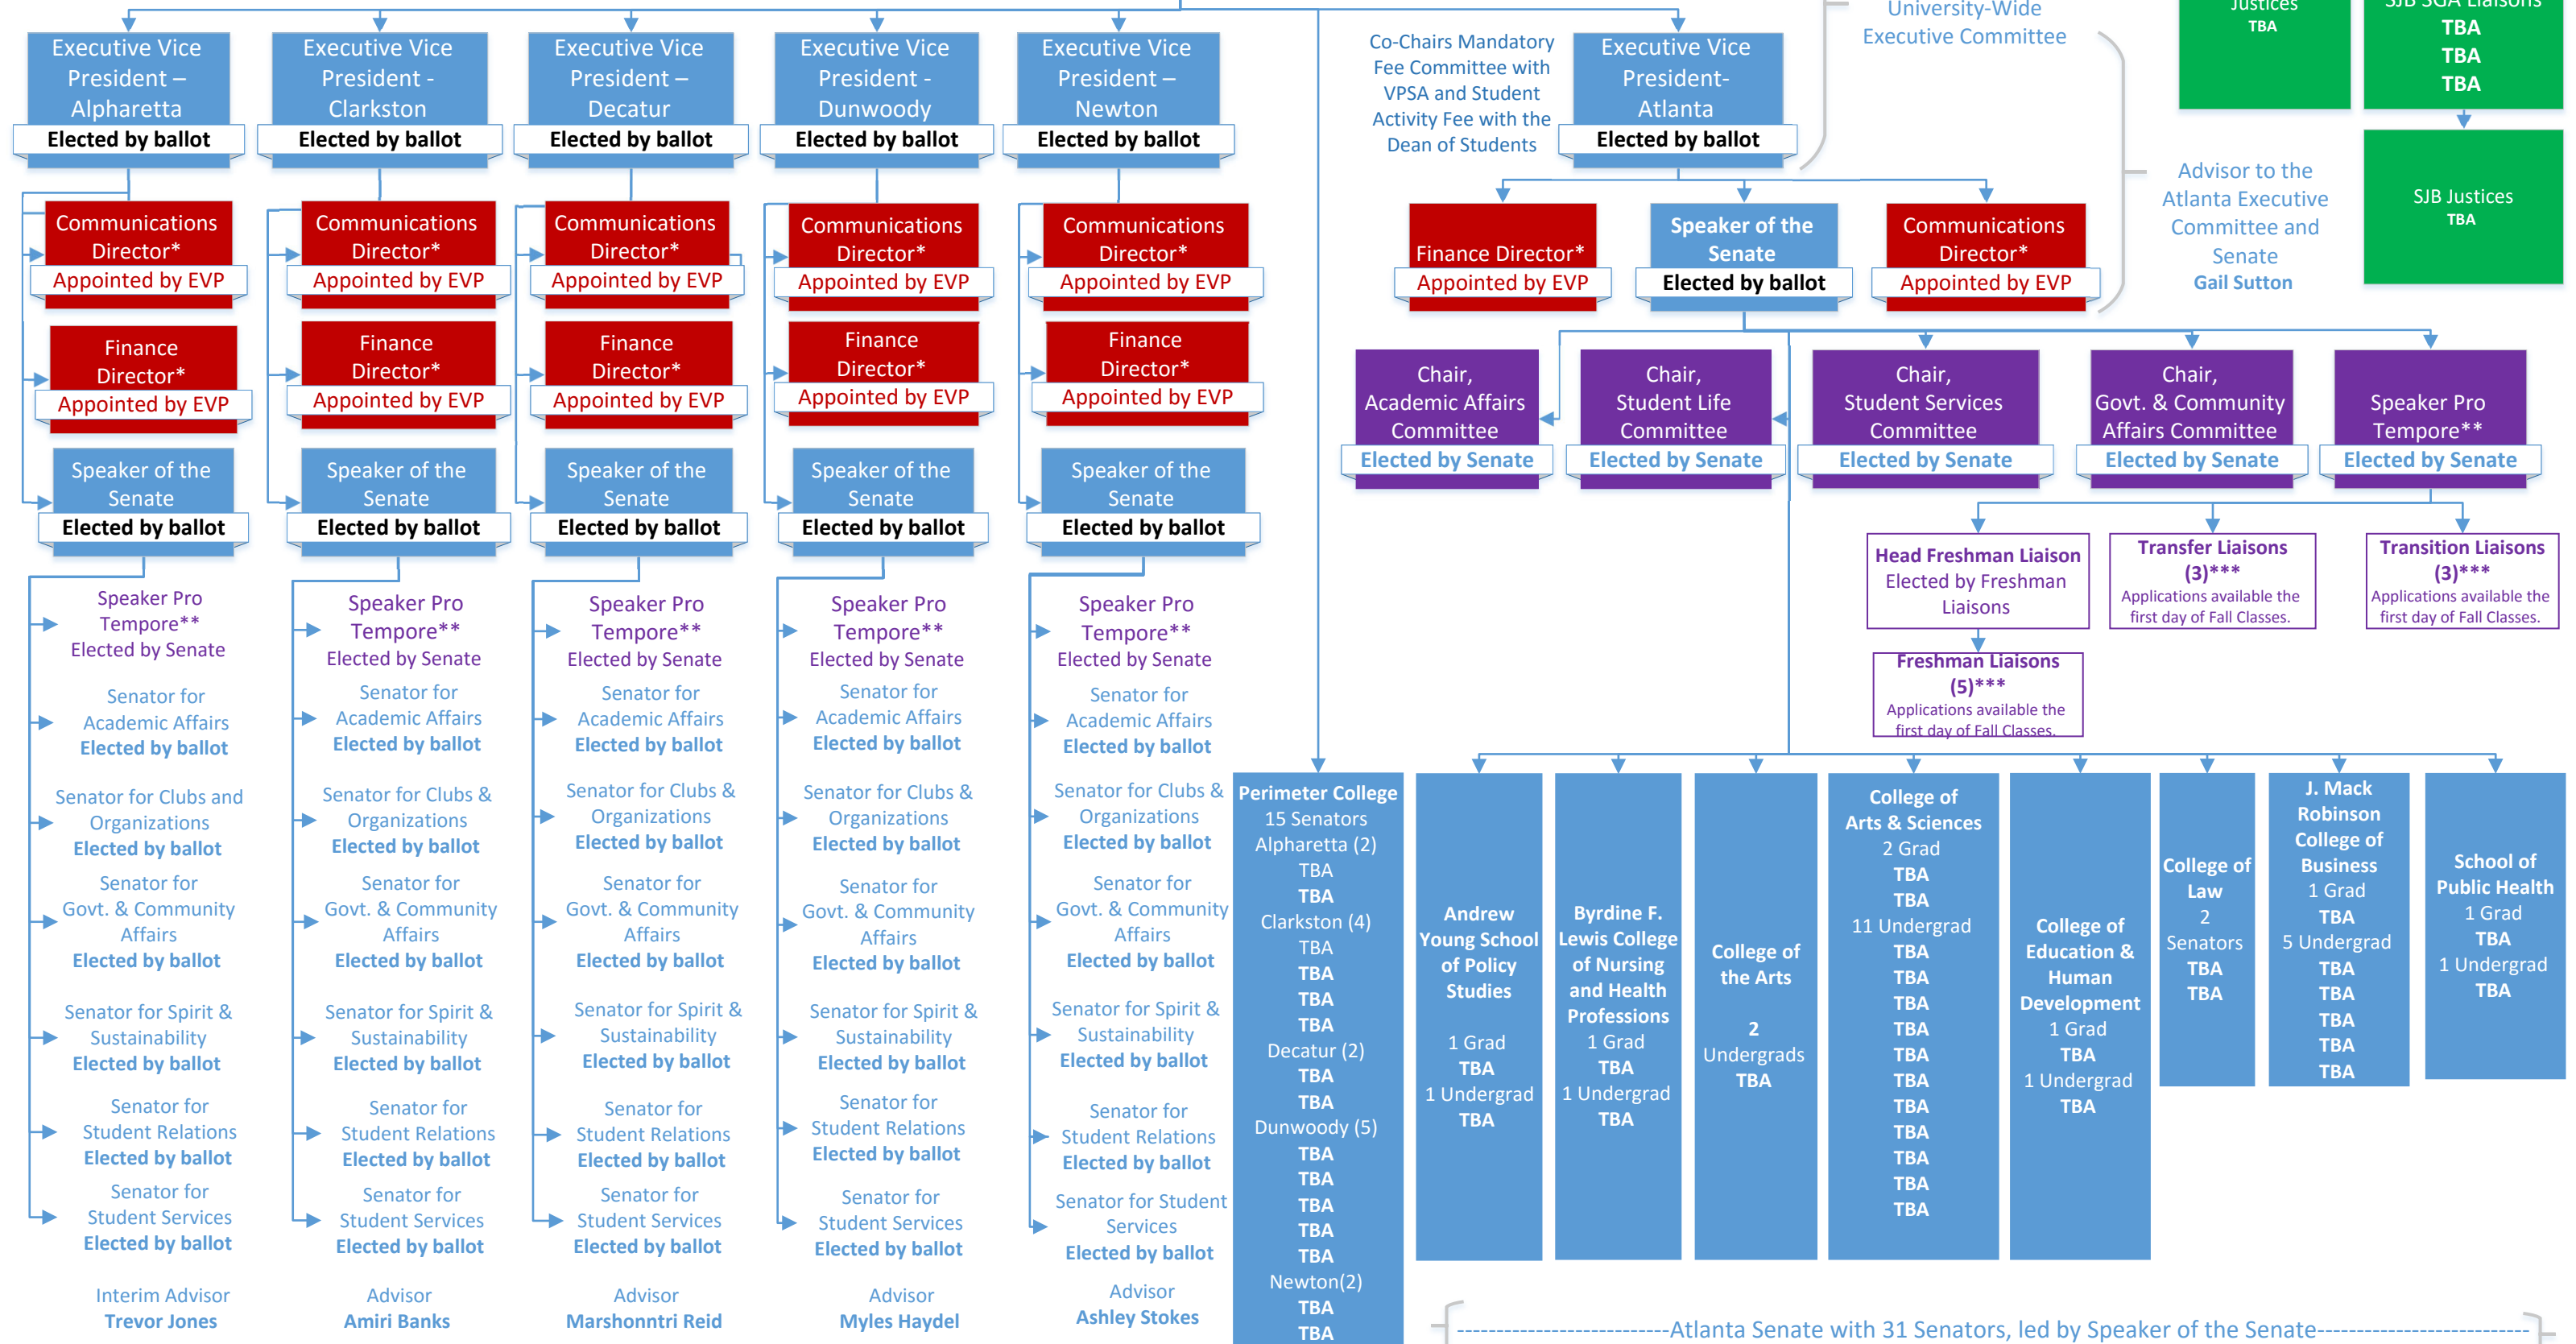 University-Wide
Executive Committee
Justices
TBA
SJB SGA Liaisons
TBA
TBA
TBA
Executive Vice
President –
Alpharetta
Elected by ballot
Executive Vice
President -
Clarkston
Elected by ballot
Executive Vice
President –
Decatur
Elected by ballot
Executive Vice
President -
Dunwoody
Elected by ballot
Executive Vice
President –
Newton
Elected by ballot
Co-Chairs Mandatory
Fee Committee with
VPSA and Student
Activity Fee with the
Dean of Students
Executive Vice
President-
Atlanta
Elected by ballot
Advisor to the
Atlanta Executive
Committee and
Senate
Gail Sutton
SJB Justices
TBA
Communications
Director*
Appointed by EVP
Communications
Director*
Appointed by EVP
Communications
Director*
Appointed by EVP
Communications
Director*
Appointed by EVP
Communications
Director*
Appointed by EVP
Finance Director*
Appointed by EVP
Speaker of the
Senate
Elected by ballot
Communications
Director*
Appointed by EVP
Finance
Director*
Appointed by EVP
Finance
Director*
Appointed by EVP
Finance
Director*
Appointed by EVP
Finance
Director*
Appointed by EVP
Finance
Director*
Appointed by EVP
Chair,
Academic Affairs
Committee
Elected by Senate
Chair,
Student Life
Committee
Elected by Senate
Chair,
Student Services
Committee
Elected by Senate
Chair,
Govt. & Community
Affairs Committee
Elected by Senate
Speaker Pro
Tempore**
Elected by Senate
Speaker of the
Senate
Elected by ballot
Speaker of the
Senate
Elected by ballot
Speaker of the
Senate
Elected by ballot
Speaker of the
Senate
Elected by ballot
Speaker of the
Senate
Elected by ballot
Head Freshman Liaison
Elected by Freshman
Liaisons
Transfer Liaisons
(3)***
Applications available the
first day of Fall Classes.
Transition Liaisons
(3)***
Applications available the
first day of Fall Classes.
Freshman Liaisons
(5)***
Applications available the
first day of Fall Classes.
Speaker Pro
Tempore**
Elected by Senate
Senator for
Academic Affairs
Elected by ballot
Senator for Clubs and
Organizations
Elected by ballot
Senator for
Govt. & Community
Affairs
Elected by ballot
Senator for Spirit &
Sustainability
Elected by ballot
Senator for
Student Relations
Elected by ballot
Senator for
Student Services
Elected by ballot
Interim Advisor
Trevor Jones
Speaker Pro
Tempore**
Elected by Senate
Senator for
Academic Affairs
Elected by ballot
Senator for Clubs &
Organizations
Elected by ballot
Senator for
Govt. & Community
Affairs
Elected by ballot
Senator for Spirit &
Sustainability
Elected by ballot
Senator for
Student Relations
Elected by ballot
Senator for
Student Services
Elected by ballot
Advisor
Amiri Banks
Speaker Pro
Tempore**
Elected by Senate
Senator for
Academic Affairs
Elected by ballot
Senator for Clubs &
Organizations
Elected by ballot
Senator for
Govt. & Community
Affairs
Elected by ballot
Senator for Spirit &
Sustainability
Elected by ballot
Senator for
Student Relations
Elected by ballot
Senator for
Student Services
Elected by ballot
Advisor
Marshonntri Reid
Speaker Pro
Tempore**
Elected by Senate
Senator for
Academic Affairs
Elected by ballot
Senator for Clubs &
Organizations
Elected by ballot
Senator for
Govt. & Community
Affairs
Elected by ballot
Senator for Spirit &
Sustainability
Elected by ballot
Senator for
Student Relations
Elected by ballot
Senator for
Student Services
Elected by ballot
Advisor
Myles Haydel
Speaker Pro
Tempore**
Elected by Senate
Senator for
Academic Affairs
Elected by ballot
Senator for Clubs &
Organizations
Elected by ballot
Senator for
Govt. & Community
Affairs
Elected by ballot
Senator for Spirit &
Sustainability
Elected by ballot
Senator for
Student Relations
Elected by ballot
Senator for Student
Services
Elected by ballot
Advisor
Ashley Stokes
Perimeter College
15 Senators
Alpharetta (2)
TBA
TBA
Clarkston (4)
TBA
TBA
TBA
TBA
Decatur (2)
TBA
TBA
Dunwoody (5)
TBA
TBA
TBA
TBA
TBA
Newton(2)
TBA
TBA
Andrew
Young School
of Policy
Studies
1 Grad
TBA
1 Undergrad
TBA
Byrdine F.
Lewis College
of Nursing
and Health
Professions
1 Grad
TBA
1 Undergrad
TBA
College of
the Arts
2
Undergrads
TBA
College of
Arts & Sciences
2 Grad
TBA
TBA
11 Undergrad
TBA
TBA
TBA
TBA
TBA
TBA
TBA
TBA
TBA
TBA
TBA
College of
Education &
Human
Development
1 Grad
TBA
1 Undergrad
TBA
College of
Law
2
Senators
TBA
TBA
J. Mack
Robinson
College of
Business
1 Grad
TBA
5 Undergrad
TBA
TBA
TBA
TBA
TBA
School of
Public Health
1 Grad
TBA
1 Undergrad
TBA
---------------------------Atlanta Senate with 31 Senators, led by Speaker of the Senate---------------------------